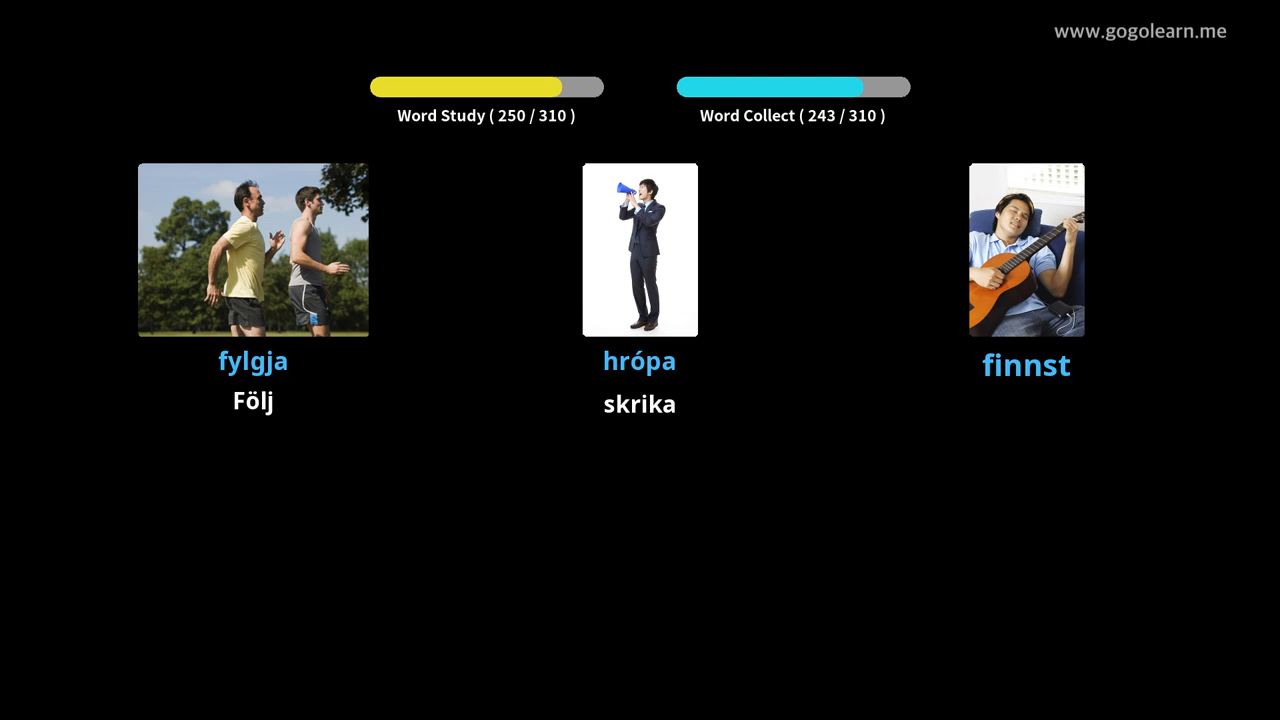 www.gogolearn.me
Word Study ( 250 / 310 )
Word Collect ( 243 / 310 )
fylgja
Följ
hrópa
skrika
finnst